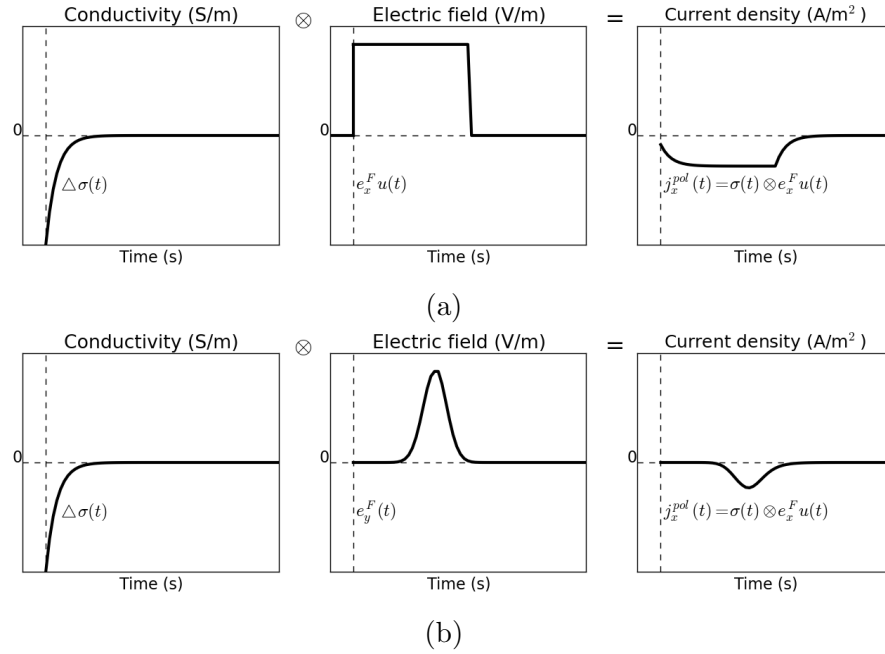 Conductivity (S/m) ⊗ Electric field (V/m) = Current density (A/m²)
0 0 0
△σ(t) e_x^F u(t) j_x^{pol}(t)=σ(t)⊗e_x^F u(t)
Time (s) Time (s) Time (s)
(a)
Conductivity (S/m) ⊗ Electric field (V/m) = Current density (A/m²)
0 0 0
△σ(t) e_y^F(t) j_x^{pol}(t)=σ(t)⊗e_x^F u(t)
Time (s) Time (s) Time (s)
(b)